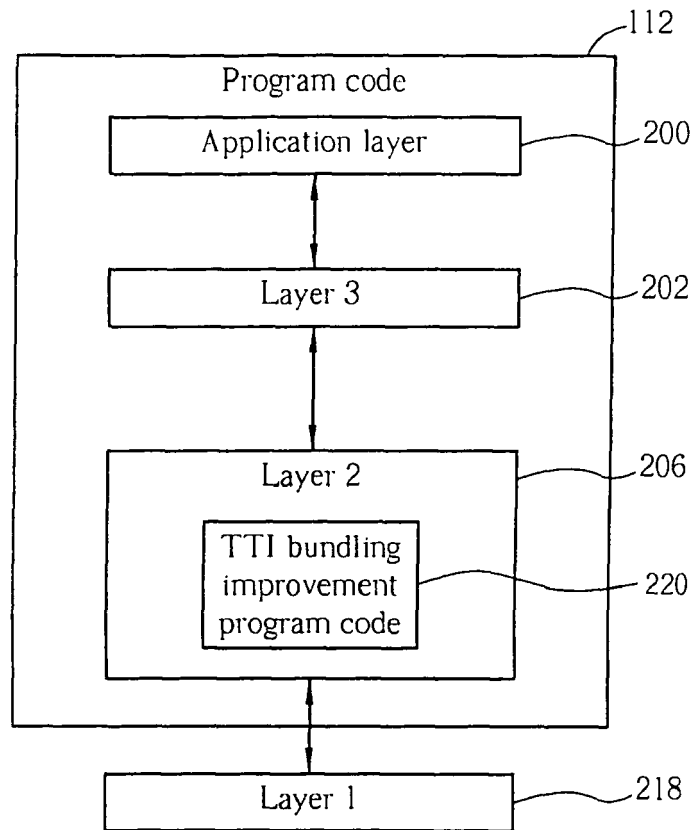 112
Program code
Application layer
200
Layer 3
202
Layer 2
206
TTI bundling
improvement
program code
220
Layer 1
218